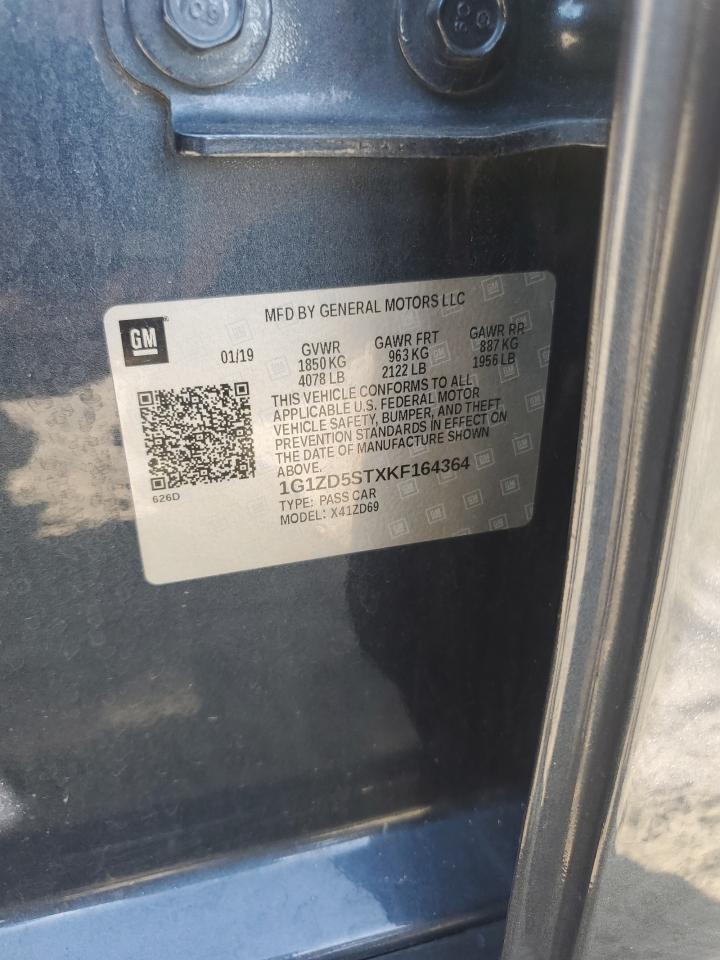 MFD BY GENERAL MOTORS LLC
GM
01/19
GVWR
1850 KG
4078 LB
GAWR FRT
963 KG
2122 LB
GAWR RR
887 KG
1956 LB
THIS VEHICLE CONFORMS TO ALL
APPLICABLE U.S. FEDERAL MOTOR
VEHICLE SAFETY, BUMPER, AND THEFT
PREVENTION STANDARDS IN EFFECT ON
THE DATE OF MANUFACTURE SHOWN
ABOVE.
626D
1G1ZD5STXKF164364
TYPE: PASS CAR
MODEL: X41ZD69